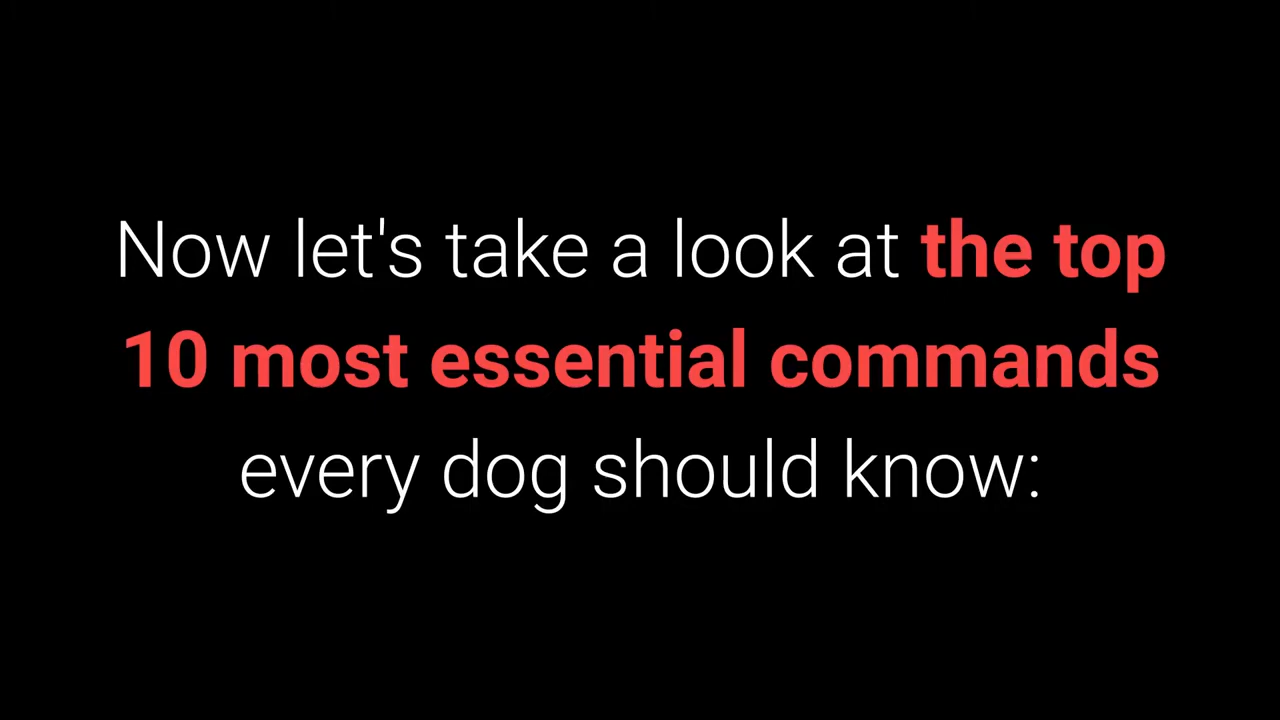 Now let's take a look at the top
10 most essential commands
every dog should know: